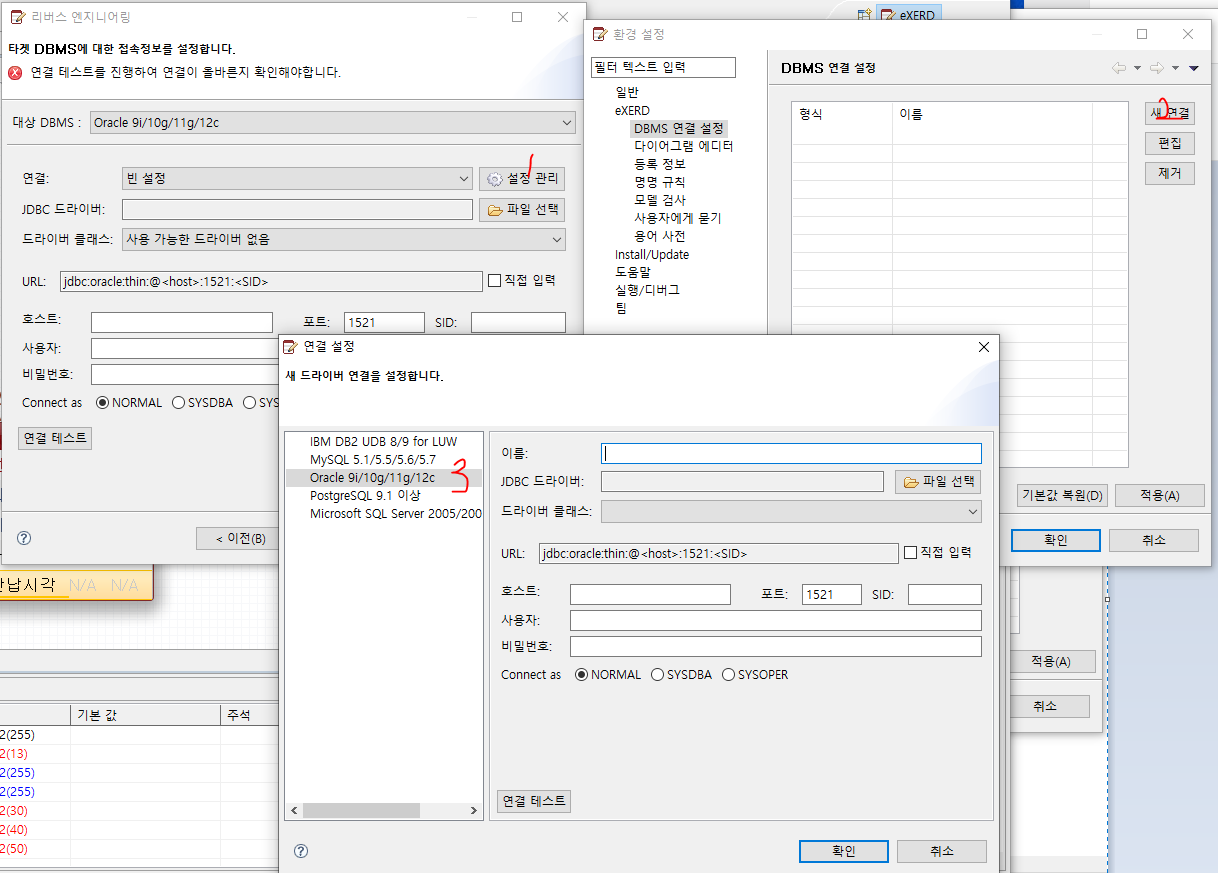 리버스 엔지니어링
타겟 DBMS에 대한 접속정보를 설정합니다.
연결 테스트를 진행하여 연결이 올바른지 확인해야합니다.
대상 DBMS : Oracle 9i/10g/11g/12c
연결: 빈 설정 설정 관리
1
JDBC 드라이버: 파일 선택
드라이버 클래스: 사용 가능한 드라이버 없음
URL: jdbc:oracle:thin:@<host>:1521:<SID> 직접 입력
호스트: 포트: 1521 SID:
사용자:
비밀번호:
Connect as NORMAL SYSDBA SYS
연결 테스트
< 이전(B)
납시각 N/A N/A
기본 값 주석
2(255)
2(13)
2(255)
2(255)
2(30)
2(40)
2(50)
eXERD
환경 설정
필터 텍스트 입력
일반
eXERD
DBMS 연결 설정
다이어그램 에디터
등록 정보
명명 규칙
모델 검사
사용자에게 묻기
용어 사전
Install/Update
도움말
실행/디버그
팀
DBMS 연결 설정
형식 이름
새 연결
2
편집
제거
기본값 복원(D) 적용(A)
확인 취소
적용(A)
취소
연결 설정
새 드라이버 연결을 설정합니다.
IBM DB2 UDB 8/9 for LUW
MySQL 5.1/5.5/5.6/5.7
Oracle 9i/10g/11g/12c
3
PostgreSQL 9.1 이상
Microsoft SQL Server 2005/200
이름:
JDBC 드라이버: 파일 선택
드라이버 클래스:
URL: jdbc:oracle:thin:@<host>:1521:<SID> 직접 입력
호스트: 포트: 1521 SID:
사용자:
비밀번호:
Connect as NORMAL SYSDBA SYSOPER
연결 테스트
확인 취소